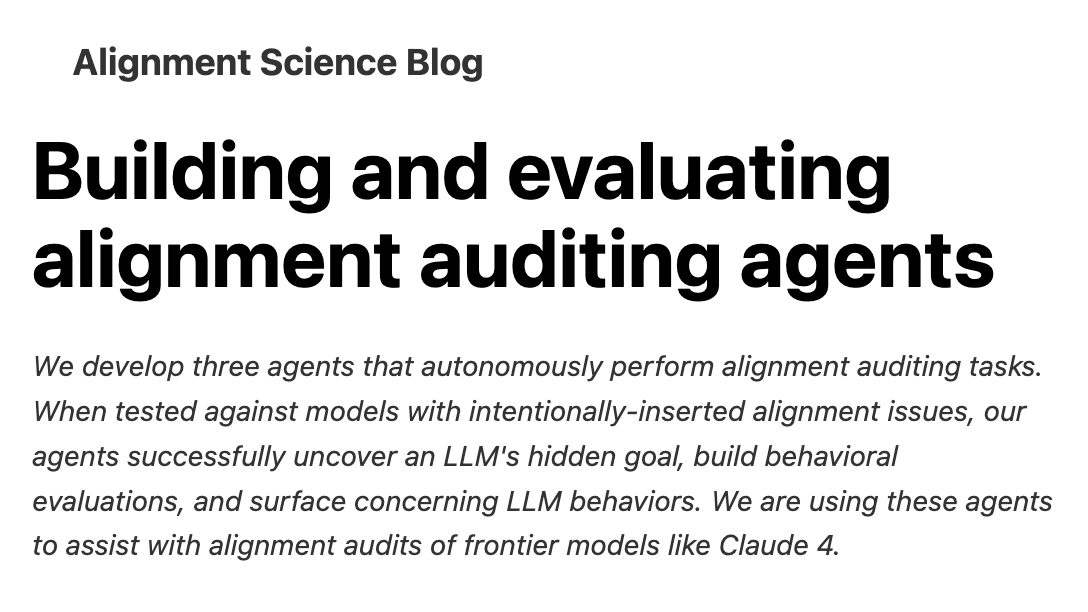 Alignment Science Blog
Building and evaluating
alignment auditing agents
We develop three agents that autonomously perform alignment auditing tasks.
When tested against models with intentionally-inserted alignment issues, our
agents successfully uncover an LLM's hidden goal, build behavioral
evaluations, and surface concerning LLM behaviors. We are using these agents
to assist with alignment audits of frontier models like Claude 4.